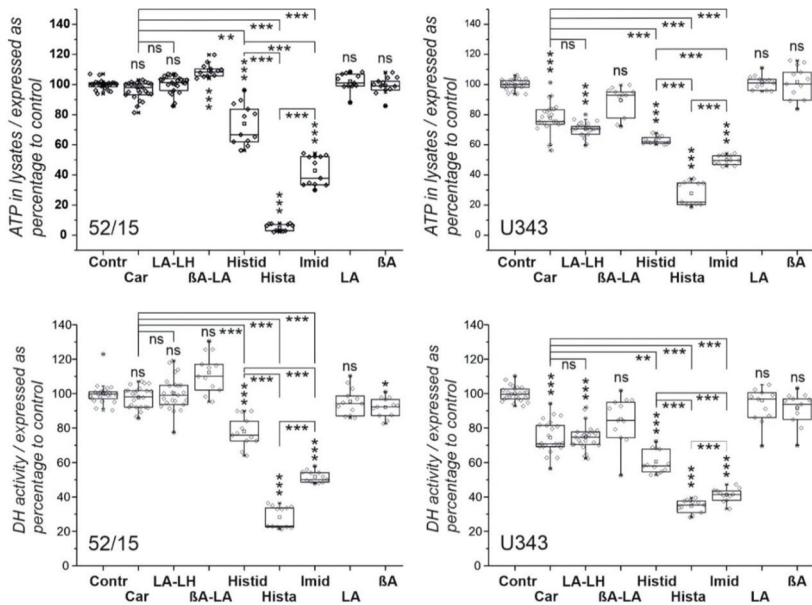 ATP in lysates / expressed as
percentage to control
140
120
100
80
60
40
20
0
ns
ns
ns
***
***
**
***
***
***
***
***
***
***
***
ns
ns
52/15
Contr
Car
LA-LH
ßA-LA
Histid
Hista
Imid
LA
ßA
ATP in lysates / expressed as
percentage to control
140
120
100
80
60
40
20
0
***
***
***
***
***
***
***
ns
***
***
ns
***
***
***
ns
ns
U343
Contr
Car
LA-LH
ßA-LA
Histid
Hista
Imid
LA
ßA
DH activity / expressed as
percentage to control
140
120
100
80
60
40
20
0
ns
ns
ns
ns
***
***
***
***
***
***
***
***
***
ns
*
52/15
Contr
Car
LA-LH
ßA-LA
Histid
Hista
Imid
LA
ßA
DH activity / expressed as
percentage to control
140
120
100
80
60
40
20
0
***
ns
***
ns
**
***
***
***
***
***
***
***
***
ns
ns
U343
Contr
Car
LA-LH
ßA-LA
Histid
Hista
Imid
LA
ßA